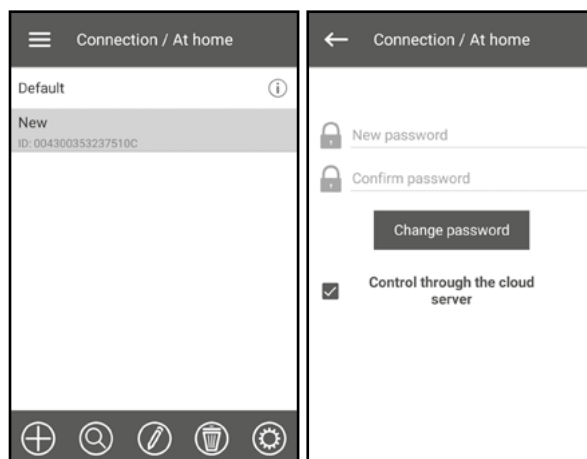 Connection / At home
Default
New
ID: 004300353237510C
Connection / At home
New password
Confirm password
Change password
Control through the cloud
server